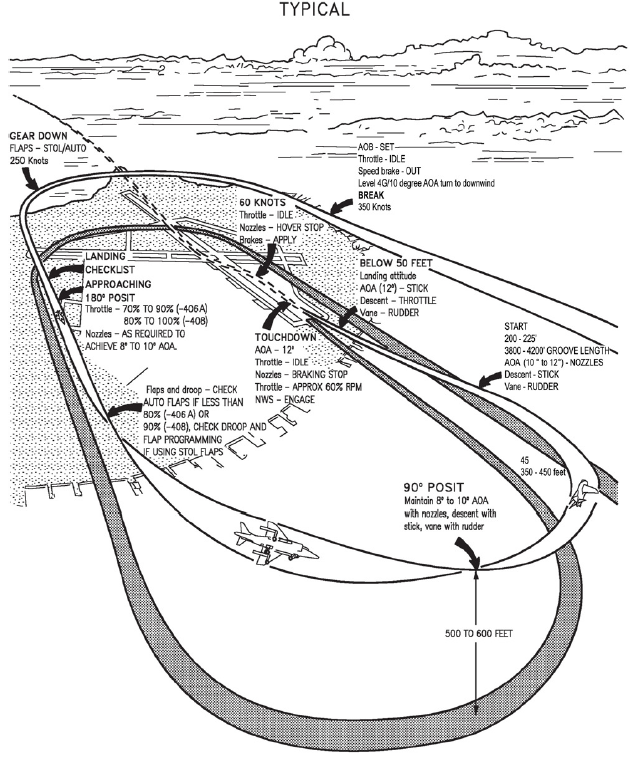 TYPICAL
GEAR DOWN
FLAPS – STOL/AUTO
250 Knots
AOB - SET
Throttle - IDLE
Speed brake - OUT
Level 4G/10 degree AOA turn to downwind
BREAK
350 Knots
60 KNOTS
Throttle – IDLE
Nozzles – HOVER STOP
Brakes – APPLY
BELOW 50 FEET
Landing attitude
AOA (12°) – STICK
Descent – THROTTLE
Vane – RUDDER
LANDING
CHECKLIST
APPROACHING
180° POSIT
Throttle – 70% TO 90% (–406A)
80% TO 100% (–408)
Nozzles – AS REQUIRED TO
ACHIEVE 8° TO 10° AOA.
START
200 - 225'
3800 - 4200' GROOVE LENGTH
AOA (10 " to 12") - NOZZLES
Descent - STICK
Vane - RUDDER
TOUCHDOWN
AOA – 12°
Throttle – IDLE
Nozzles – BRAKING STOP
Throttle – APPROX 60% RPM
NWS – ENGAGE
Flaps and droop – CHECK
AUTO FLAPS IF LESS THAN
80% (–406 A) OR
90% (–408), CHECK DROOP AND
FLAP PROGRAMMING
IF USING STOL FLAPS
45
350 - 450 feet
90° POSIT
Maintain 8° to 10° AOA
with nozzles, descent with
stick, vane with rudder
500 TO 600 FEET